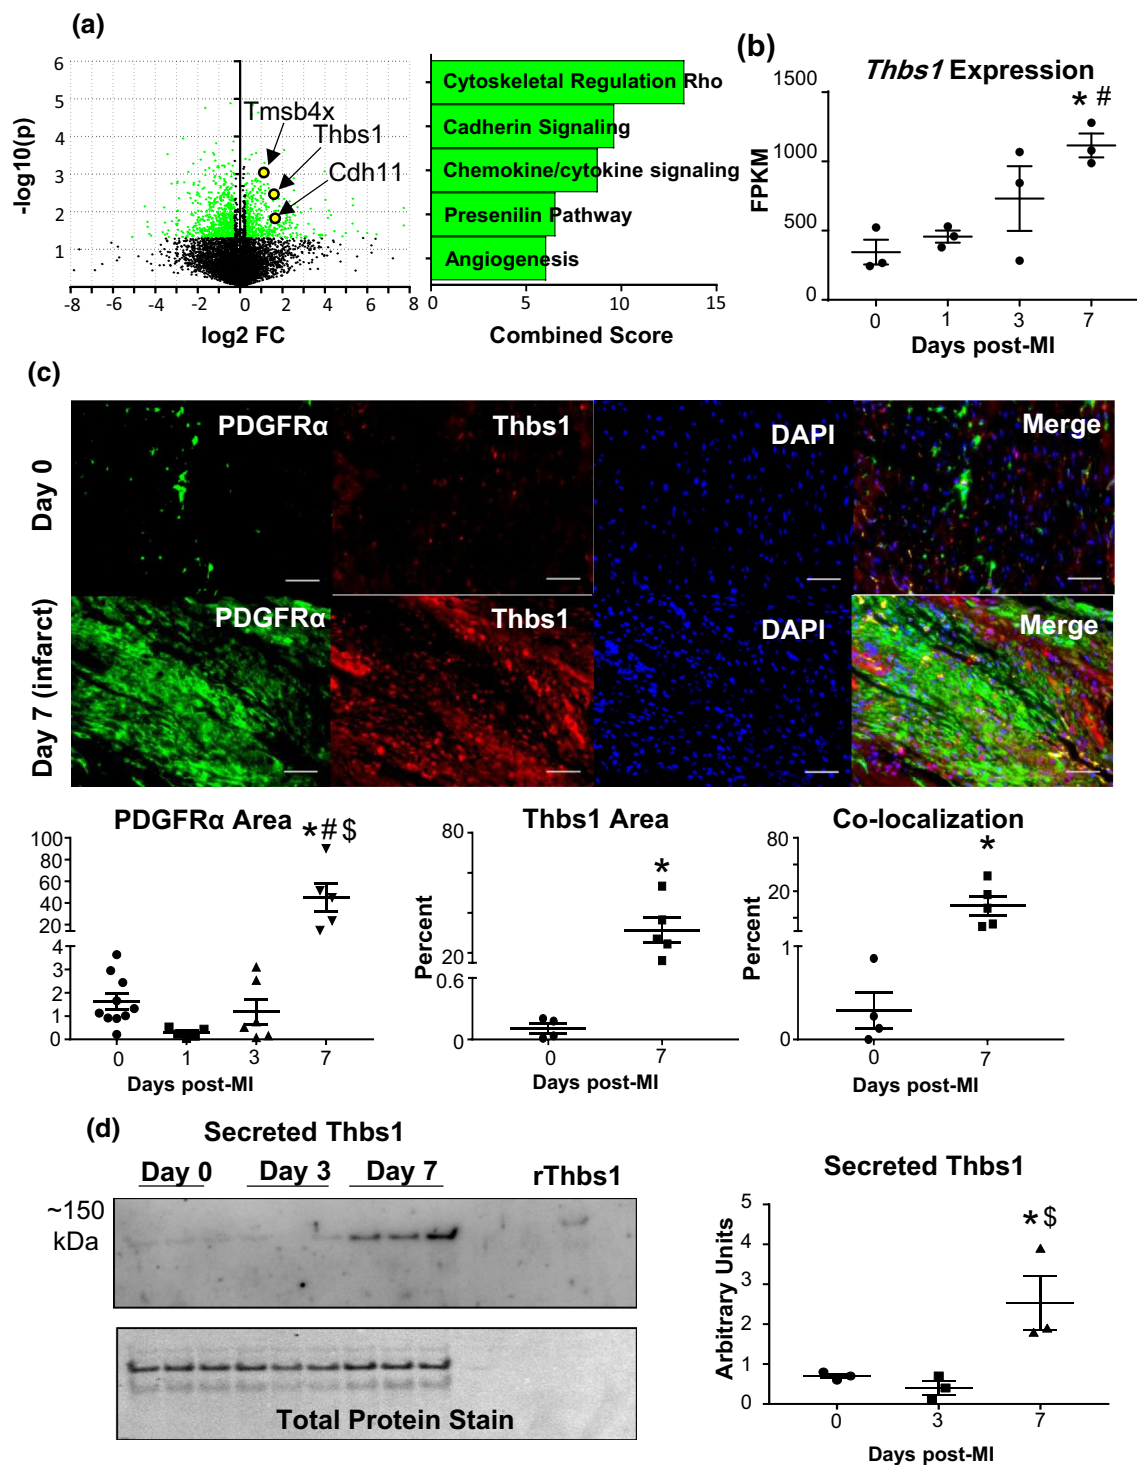 (a)
6
5
4
3
2
1
-log10(p)
Tmsb4x
Thbs1
Cdh11
-8 -6 -4 -2 0 2 4 6 8
log2 FC
Cytoskeletal Regulation Rho
Cadherin Signaling
Chemokine/cytokine signaling
Presenilin Pathway
Angiogenesis
0 5 10 15
Combined Score
(b)
Thbs1 Expression
1500
1000
500
0
FPKM
* #
0 1 3 7
Days post-MI
(c)
Day 0
PDGFRα Thbs1 DAPI Merge
Day 7 (infarct)
PDGFRα Thbs1 DAPI Merge
PDGFRα Area
100
80
60
40
20
4
3
2
1
0
*#$
0 1 3 7
Days post-MI
Thbs1 Area
Percent
80
20
0.6
0
*
0 7
Days post-MI
Co-localization
Percent
80
20
1
0
*
0 7
Days post-MI
(d)
Secreted Thbs1
Day 0 Day 3 Day 7 rThbs1
~150
kDa
Total Protein Stain
Secreted Thbs1
Arbitrary Units
5
4
3
2
1
0
*$
0 3 7
Days post-MI